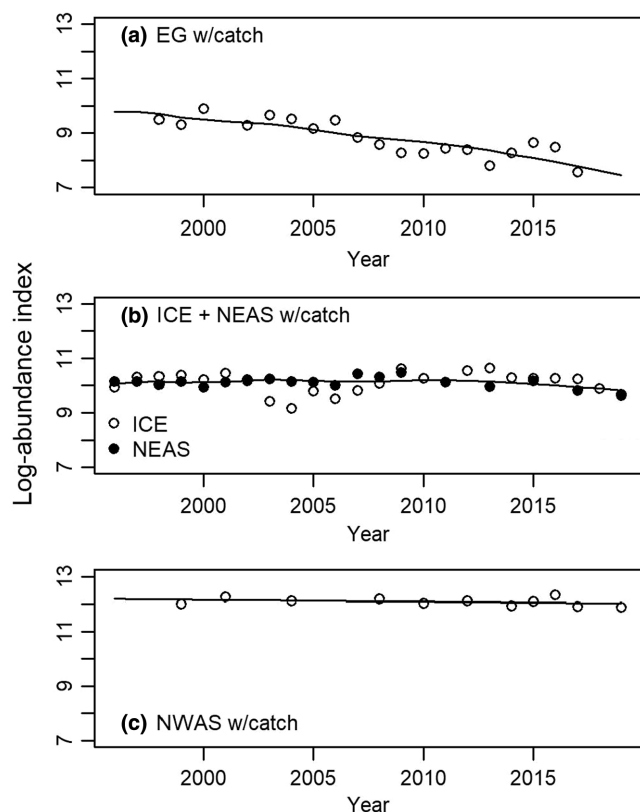 (a) EG w/catch
13
11
9
7
2000 2005 2010 2015
Year
Log-abundance index
(b) ICE + NEAS w/catch
13
11
9
7
ICE
NEAS
2000 2005 2010 2015
Year
13
11
9
7
(c) NWAS w/catch
2000 2005 2010 2015
Year